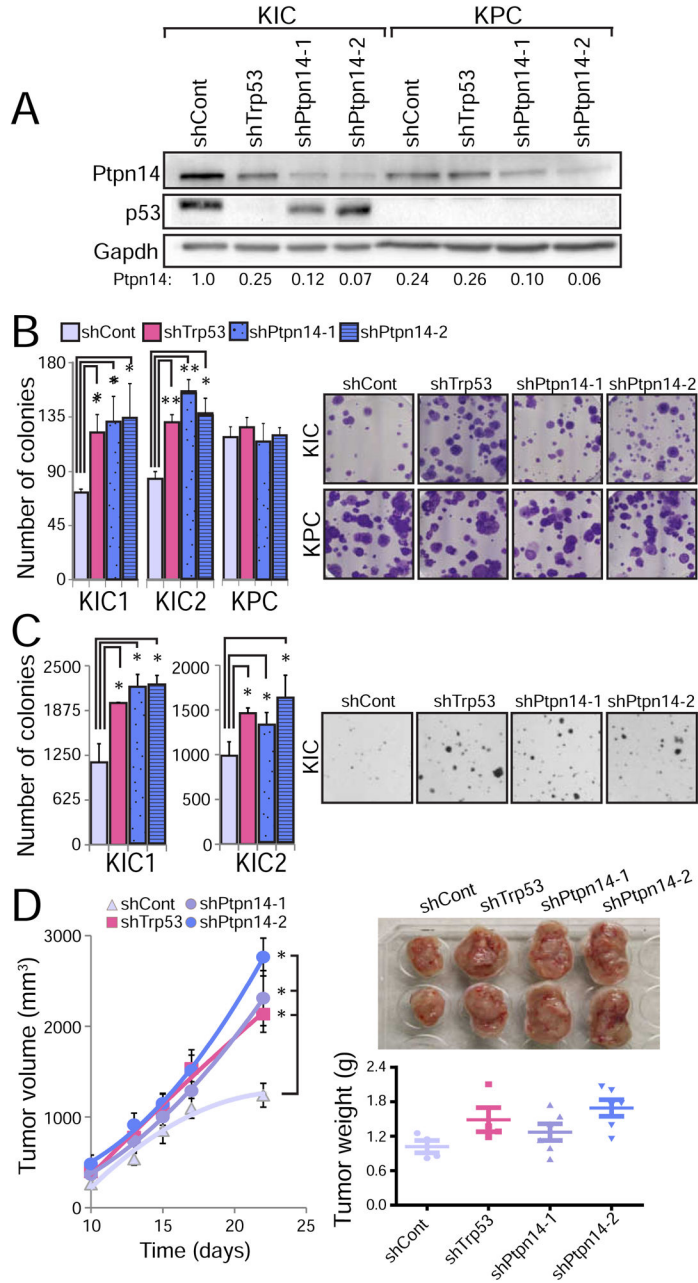 KIC KPC
shCont shTrp53 shPtpn14-1 shPtpn14-2 shCont shTrp53 shPtpn14-1 shPtpn14-2
A
Ptpn14
p53
Gapdh
Ptpn14: 1.0 0.25 0.12 0.07 0.24 0.26 0.10 0.06
B
shCont shTrp53 shPtpn14-1 shPtpn14-2
Number of colonies
180
135
90
45
0
* * * ** ** *
KIC1 KIC2 KPC
shCont shTrp53 shPtpn14-1 shPtpn14-2
KIC
KPC
C
Number of colonies
2500
1875
1250
625
0
* * *
KIC1
2000
1500
1000
500
0
* * *
KIC2
shCont shTrp53 shPtpn14-1 shPtpn14-2
KIC
D
shCont shPtpn14-1
shTrp53 shPtpn14-2
Tumor volume (mm³)
3000
2000
1000
0
*
*
*
10 15 20 25
Time (days)
shCont shTrp53 shPtpn14-1 shPtpn14-2
Tumor weight (g)
2.4
1.8
1.2
0.6
0.0
shCont shTrp53 shPtpn14-1 shPtpn14-2